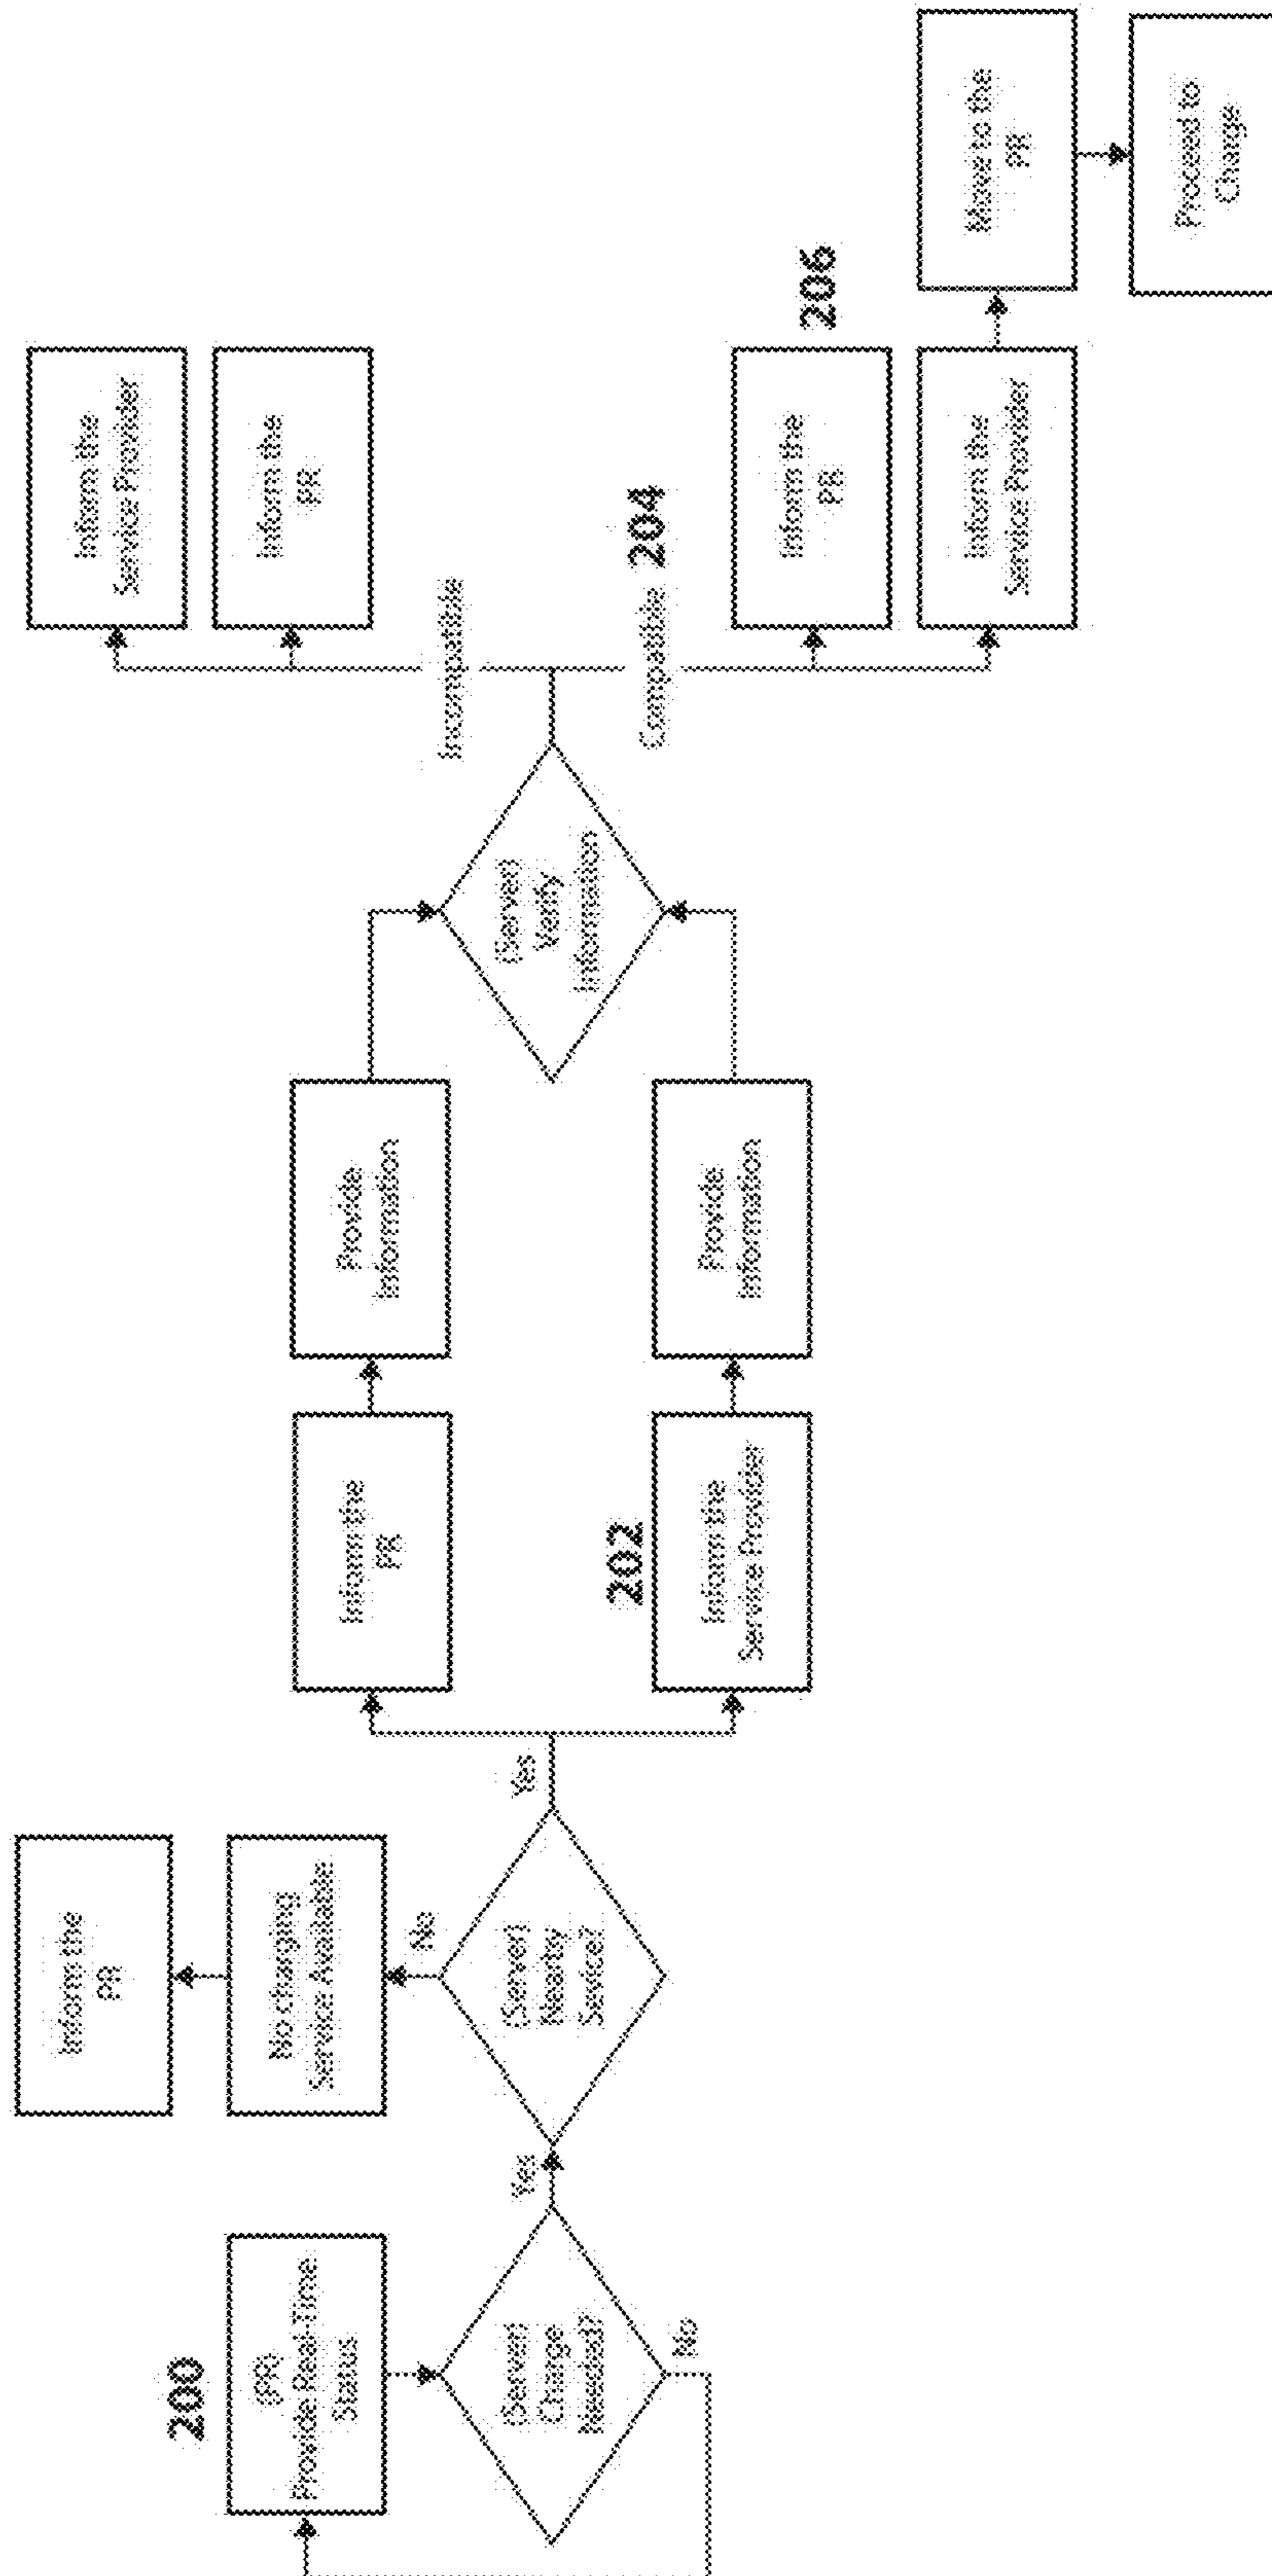 200
(PR)
Provide Real-Time
Status
(Server)
Charge
Needed?
No
Yes
(Server)
Nearby
Service?
No
No charging
Service Available
Inform the
PR
Yes
Inform the
PR
202
Inform the
Service Provider
Provide
Information
Provide
Information
(Server)
Verify
Information
Incompatible
Compatible
204
Inform the
Service Provider
Inform the
PR
206
Inform the
PR
Inform the
Service Provider
Move to the
PR
Proceed to
Charge